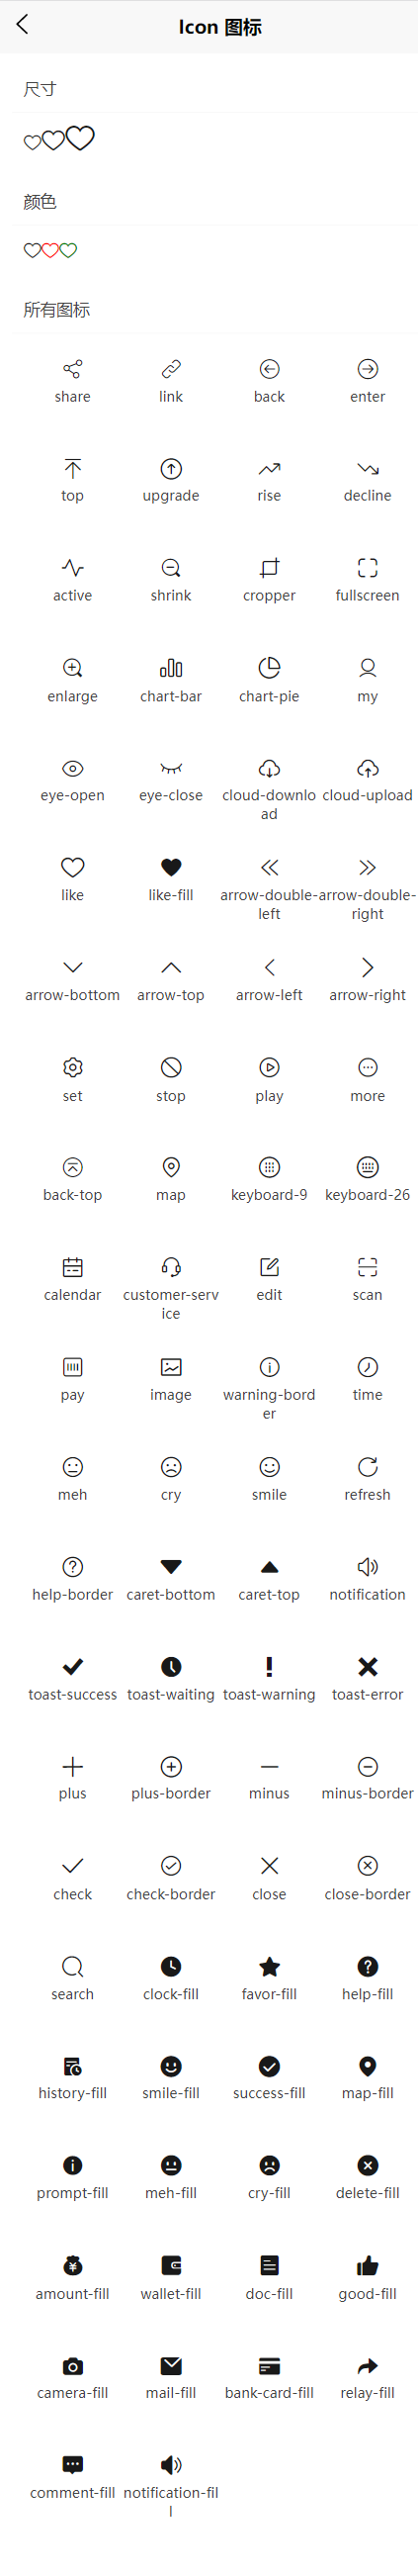 Icon 图标
尺寸
颜色
所有图标
share link back enter
top upgrade rise decline
active shrink cropper fullscreen
enlarge chart-bar chart-pie my
eye-open eye-close cloud-downlo cloud-upload
ad
like like-fill arrow-double- arrow-double-
left right
arrow-bottom arrow-top arrow-left arrow-right
set stop play more
back-top map keyboard-9 keyboard-26
calendar customer-serv edit scan
ice
pay image warning-bord time
er
meh cry smile refresh
help-border caret-bottom caret-top notification
toast-success toast-waiting toast-warning toast-error
plus plus-border minus minus-border
check check-border close close-border
search clock-fill favor-fill help-fill
history-fill smile-fill success-fill map-fill
prompt-fill meh-fill cry-fill delete-fill
amount-fill wallet-fill doc-fill good-fill
camera-fill mail-fill bank-card-fill relay-fill
comment-fill notification-fil
l